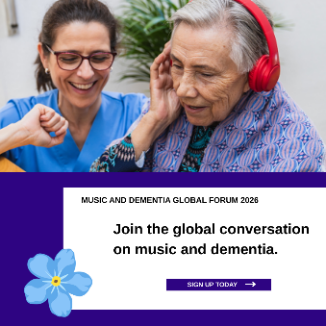 MUSIC AND DEMENTIA GLOBAL FORUM 2026
Join the global conversation
on music and dementia.
SIGN UP TODAY